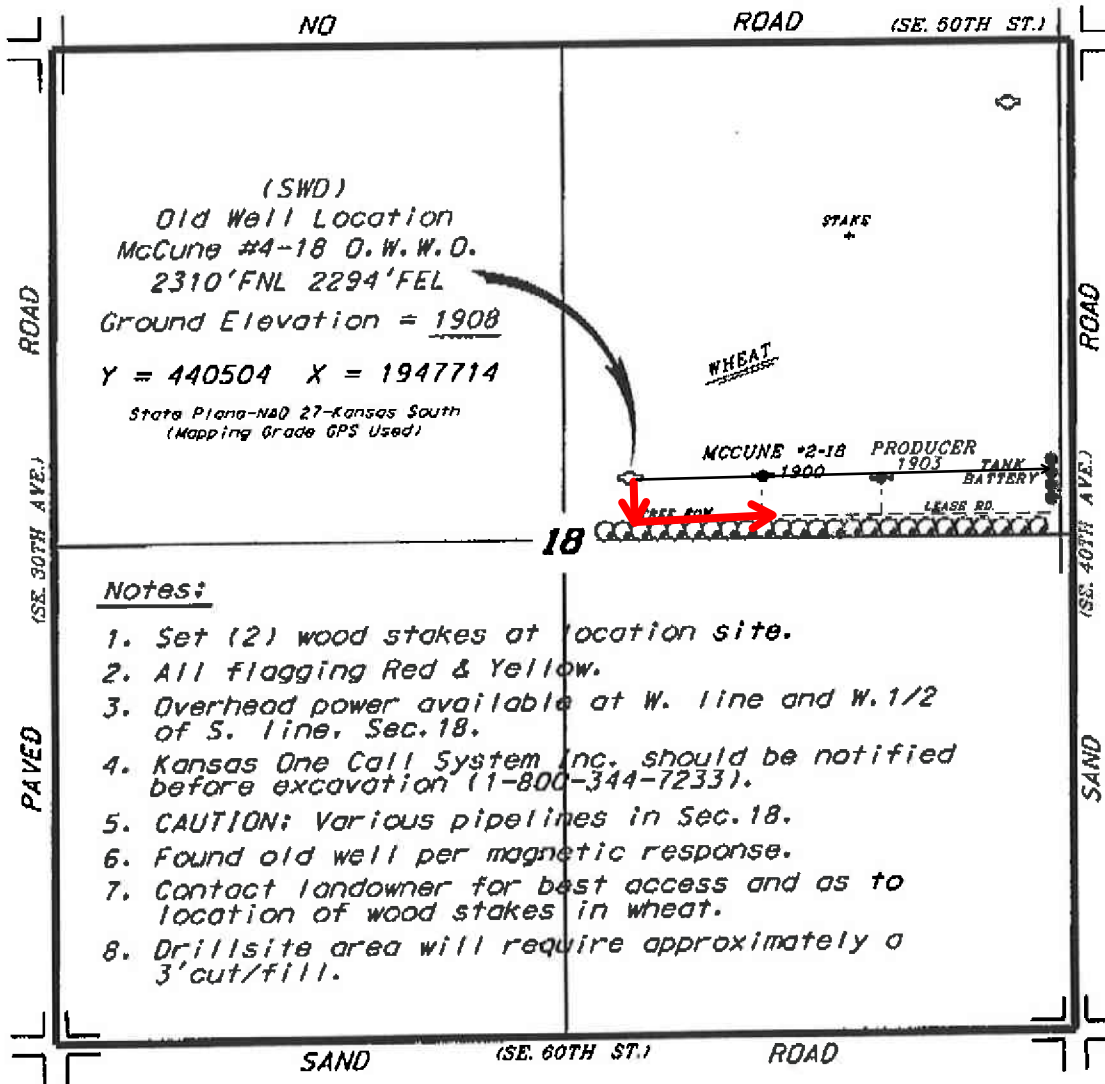 NO ROAD (SE. 50TH ST.)
(SWD)
Old Well Location
McCune #4-18 O.W.W.O.
2310'FNL 2294'FEL
Ground Elevation = 1908
Y = 440504 X = 1947714
State Plane-NAD 27-Kansas South
(Mapping Grade GPS Used)
STAKE
WHEAT
MCCUNE #2-18 PRODUCER
1900 1903 TANK
BATTERY
TREE ROW LEASE RD.
18
ROAD
(SE. 30TH AVE.)
PAVED
ROAD
(SE. 40TH AVE.)
SAND
Notes:
1. Set (2) wood stakes at location site.
2. All flagging Red & Yellow.
3. Overhead power available at W. line and W.1/2
of S. line, Sec.18.
4. Kansas One Call System Inc. should be notified
before excavation (1-800-344-7233).
5. CAUTION: Various pipelines in Sec.18.
6. Found old well per magnetic response.
7. Contact landowner for best access and as to
location of wood stakes in wheat.
8. Drillsite area will require approximately a
3'cut/fill.
SAND (SE. 60TH ST.) ROAD